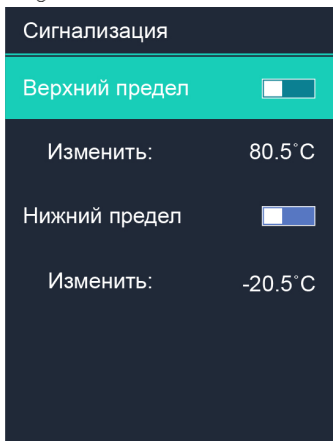 Сигнализация
Верхний предел
Изменить: 80.5°C
Нижний предел
Изменить: -20.5°C